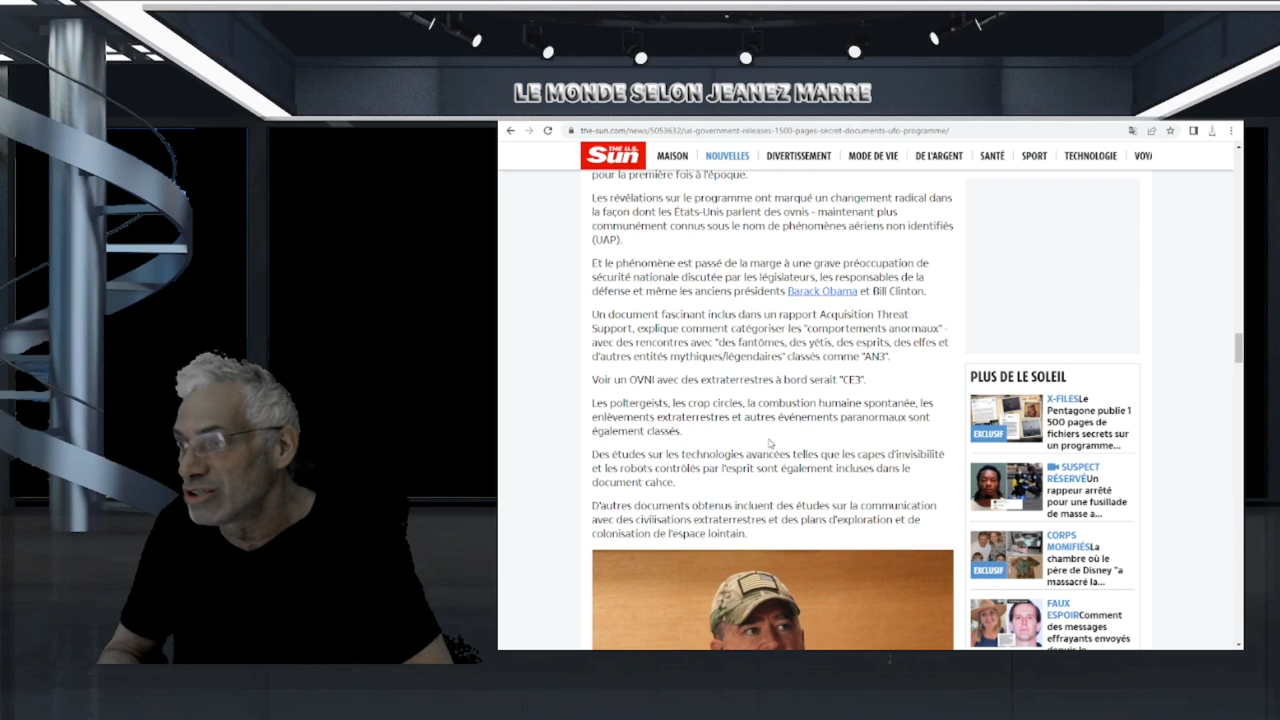 LE MONDE SELON JEANEZ MARRE
the-sun.com/news/5053632/us-government-releases-1500-pages-secret-documents-ufo-programme/
THE U.S. Sun
MAISON NOUVELLES DIVERTISSEMENT MODE DE VIE DE L'ARGENT SANTÉ SPORT TECHNOLOGIE VOYA
pour la première fois à l'époque.
Les révélations sur le programme ont marqué un changement radical dans
la façon dont les États-Unis parlent des ovnis - maintenant plus
communément connus sous le nom de phénomènes aériens non identifiés
(UAP).
Et le phénomène est passé de la marge à une grave préoccupation de
sécurité nationale discutée par les législateurs, les responsables de la
défense et même les anciens présidents Barack Obama et Bill Clinton.
Un document fascinant inclus dans un rapport Acquisition Threat
Support, explique comment catégoriser les "comportements anormaux" -
avec des rencontres avec "des fantômes, des yétis, des esprits, des elfes et
d'autres entités mythiques/légendaires" classés comme "AN3".
Voir un OVNI avec des extraterrestres à bord serait "CE3".
Les poltergeists, les crop circles, la combustion humaine spontanée, les
enlèvements extraterrestres et autres événements paranormaux sont
également classés.
Des études sur les technologies avancées telles que les capes d'invisibilité
et les robots contrôlés par l'esprit sont également incluses dans le
document cahce.
D'autres documents obtenus incluent des études sur la communication
avec des civilisations extraterrestres et des plans d'exploration et de
colonisation de l'espace lointain.
PLUS DE LE SOLEIL
EXCLUSIF
X-FILESLe
Pentagone publie 1
500 pages de
fichiers secrets sur
un programme...
SUSPECT
RÉSERVÉUn
rappeur arrêté
pour une fusillade
de masse a...
EXCLUSIF
CORPS
MOMIFIÉSLa
chambre où le
père de Disney "a
massacré la...
FAUX
ESPOIRComment
des messages
effrayants envoyés
depuis le